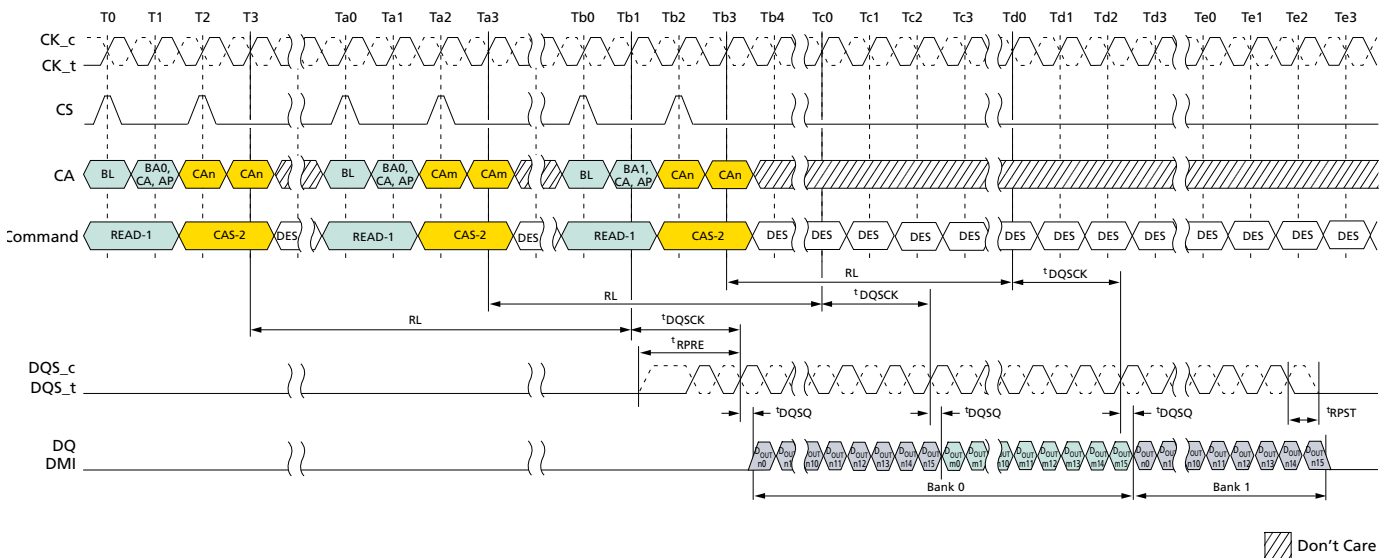 T0 T1 T2 T3 Ta0 Ta1 Ta2 Ta3 Tb0 Tb1 Tb2 Tb3 Tb4 Tc0 Tc1 Tc2 Tc3 Td0 Td1 Td2 Td3 Te0 Te1 Te2 Te3
CK_c
CK_t
CS
CA BL BA0, CA, AP CAn CAn BL BA0, CA, AP CAm CAm BL BA1, CA, AP CAn CAn
Command READ-1 CAS-2 DES READ-1 CAS-2 DES READ-1 CAS-2 DES DES DES DES DES DES DES DES DES DES DES DES DES
RL tDQSCK
RL tDQSCK
RL tDQSCK
tRPRE
DQS_c
DQS_t
tDQSQ tDQSQ tDQSQ tRPST
DQ
DMI
DOUT n0 DOUT n1 DOUT n10 DOUT n11 DOUT n12 DOUT n13 DOUT n14 DOUT n15 DOUT m0 DOUT m1 DOUT m10 DOUT m11 DOUT m12 DOUT m13 DOUT m14 DOUT m15 DOUT n0 DOUT n1 DOUT n10 DOUT n11 DOUT n12 DOUT n13 DOUT n14 DOUT n15
Bank 0 Bank 1
Don't Care